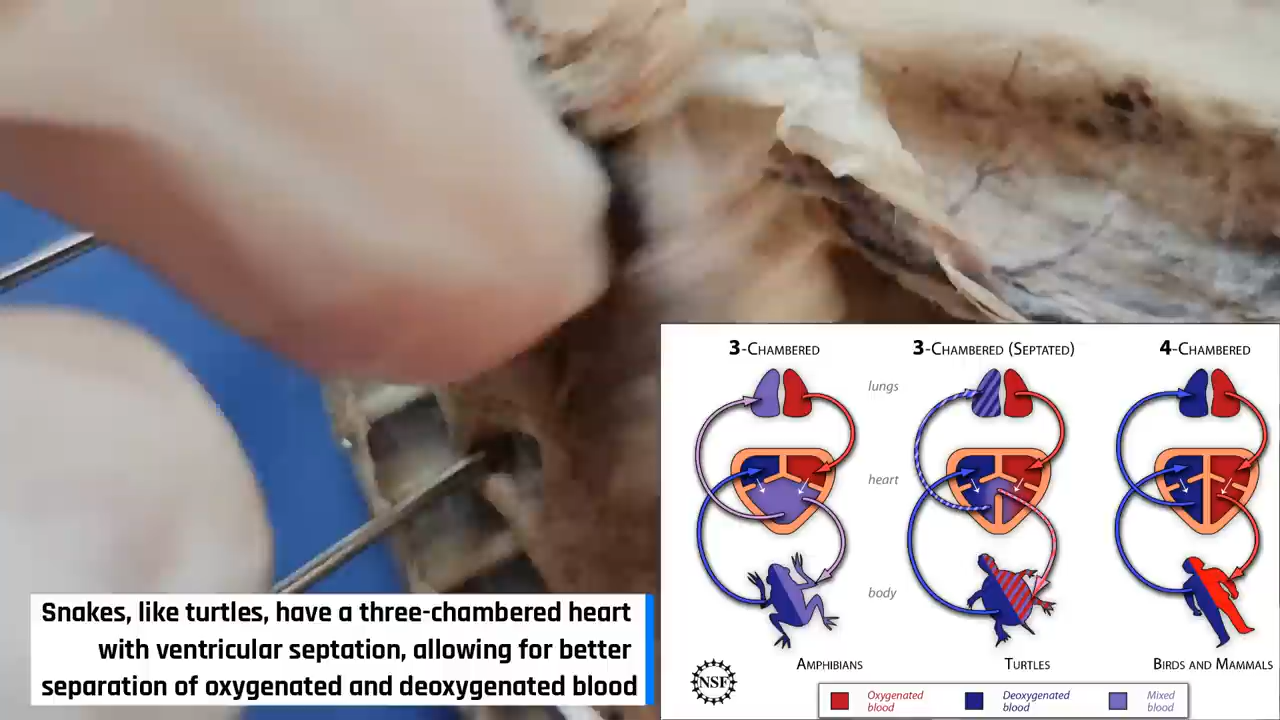 3-CHAMBERED
3-CHAMBERED (SEPTATED)
4-CHAMBERED
lungs
heart
body
AMPHIBIANS
TURTLES
BIRDS AND MAMMALS
NSF
Oxygenated
blood
Deoxygenated
blood
Mixed
blood
Snakes, like turtles, have a three-chambered heart
with ventricular septation, allowing for better
separation of oxygenated and deoxygenated blood